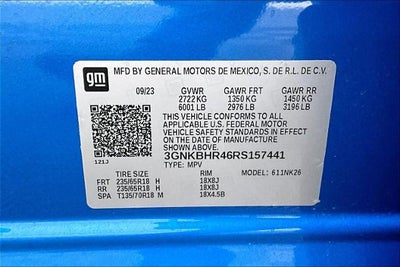 gm
MFD BY GENERAL MOTORS DE MEXICO, S. DE R.L. DE C.V.
09/23 GVWR GAWR FRT GAWR RR
2722 KG 1350 KG 1450 KG
6001 LB 2976 LB 3196 LB
THIS VEHICLE CONFORMS TO ALL
APPLICABLE U.S. FEDERAL MOTOR
VEHICLE SAFETY STANDARDS IN EFFECT
ON THE DATE OF MANUFACTURE
SHOWN ABOVE.
3GNKBHR46RS157441
121J TYPE: MPV
TIRE SIZE RIM MODEL: 611NK26
FRT 235/65R18 H 18X8J
RR 235/65R18 H 18X8J
SPA T135/70R18 M 18X4.5B